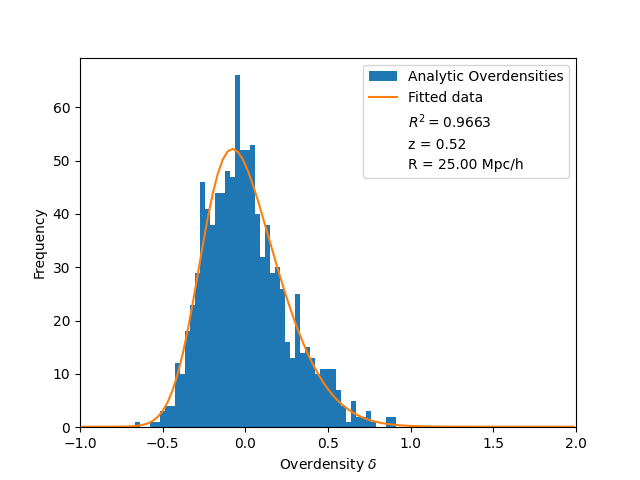 Analytic Overdensities
Fitted data
R² = 0.9663
z = 0.52
R = 25.00 Mpc/h
Frequency
60
50
40
30
20
10
0
−1.0 −0.5 0.0 0.5 1.0 1.5 2.0
Overdensity δ